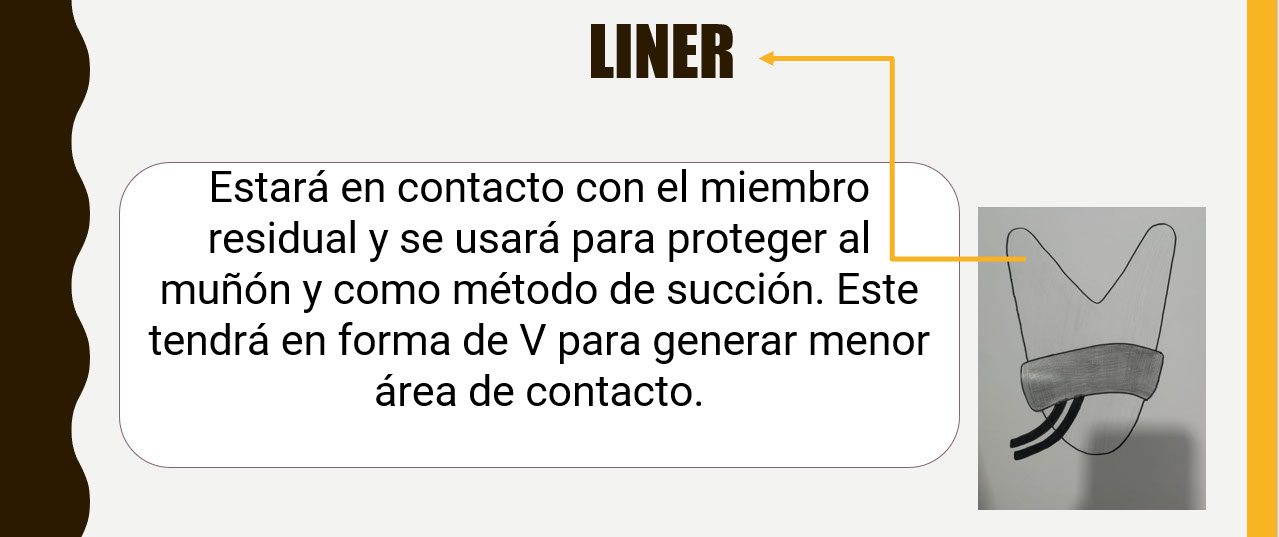 LINER
Estará en contacto con el miembro
residual y se usará para proteger al
muñón y como método de succión. Este
tendrá en forma de V para generar menor
área de contacto.